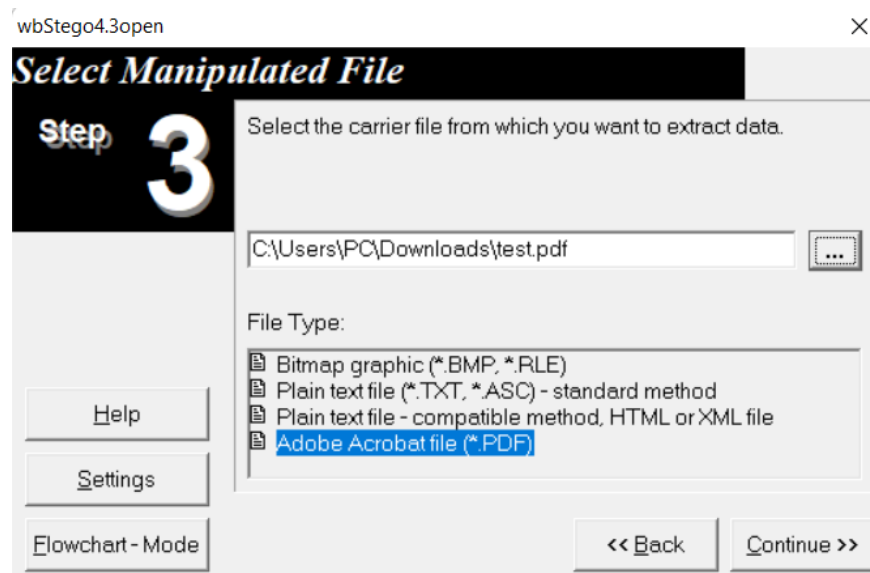 wbStego4.3open
Select Manipulated File
Step 3
Select the carrier file from which you want to extract data.
C:\Users\PC\Downloads\test.pdf
...
File Type:
Bitmap graphic (*.BMP, *.RLE)
Plain text file (*.TXT, *.ASC) - standard method
Plain text file - compatible method, HTML or XML file
Adobe Acrobat file (*.PDF)
Help
Settings
Flowchart - Mode
<< Back
Continue >>